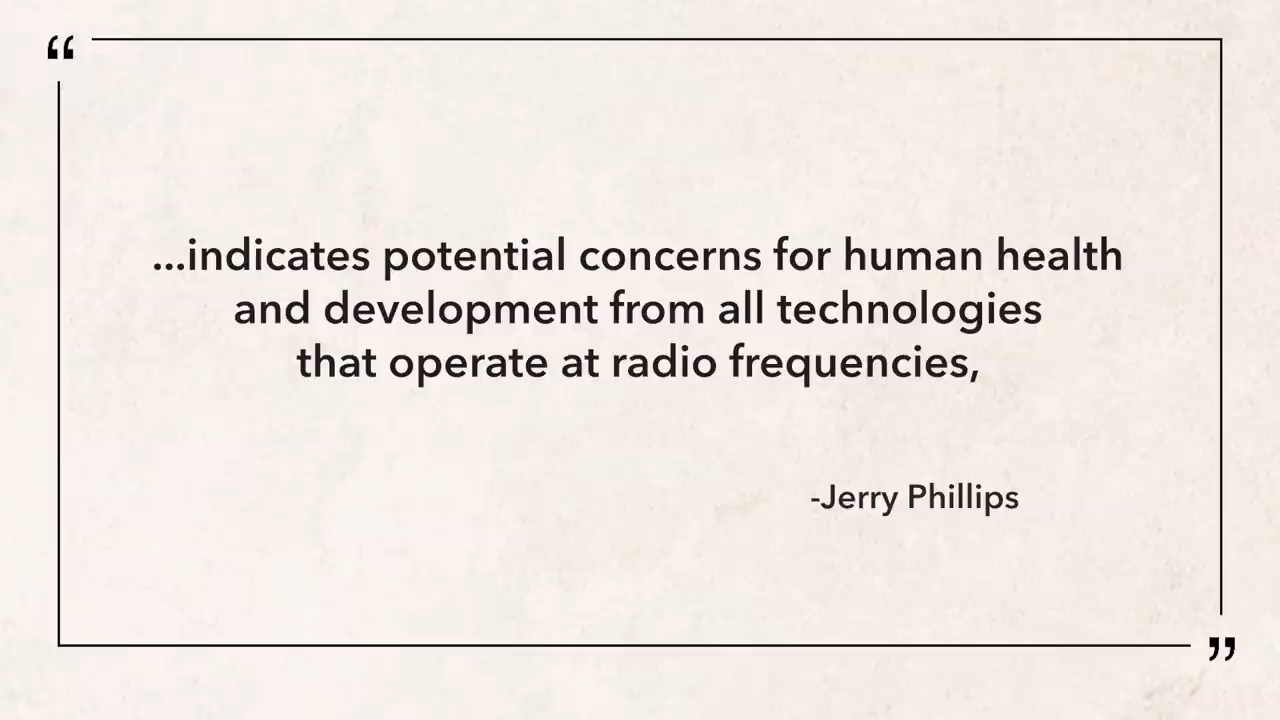 “
...indicates potential concerns for human health
and development from all technologies
that operate at radio frequencies,
-Jerry Phillips
”